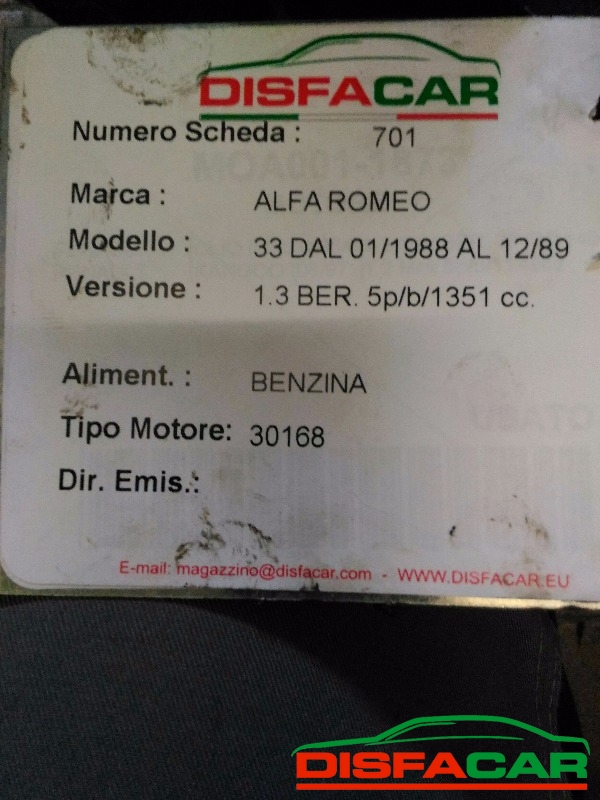 DISFACAR
Numero Scheda : 701
Marca : ALFA ROMEO
Modello : 33 DAL 01/1988 AL 12/89
Versione : 1.3 BER. 5p/b/1351 cc.
Aliment. : BENZINA
USATO
Tipo Motore: 30168
Dir. Emis.:
E-mail: magazzino@disfacar.com - WWW.DISFACAR.EU
DISFACAR